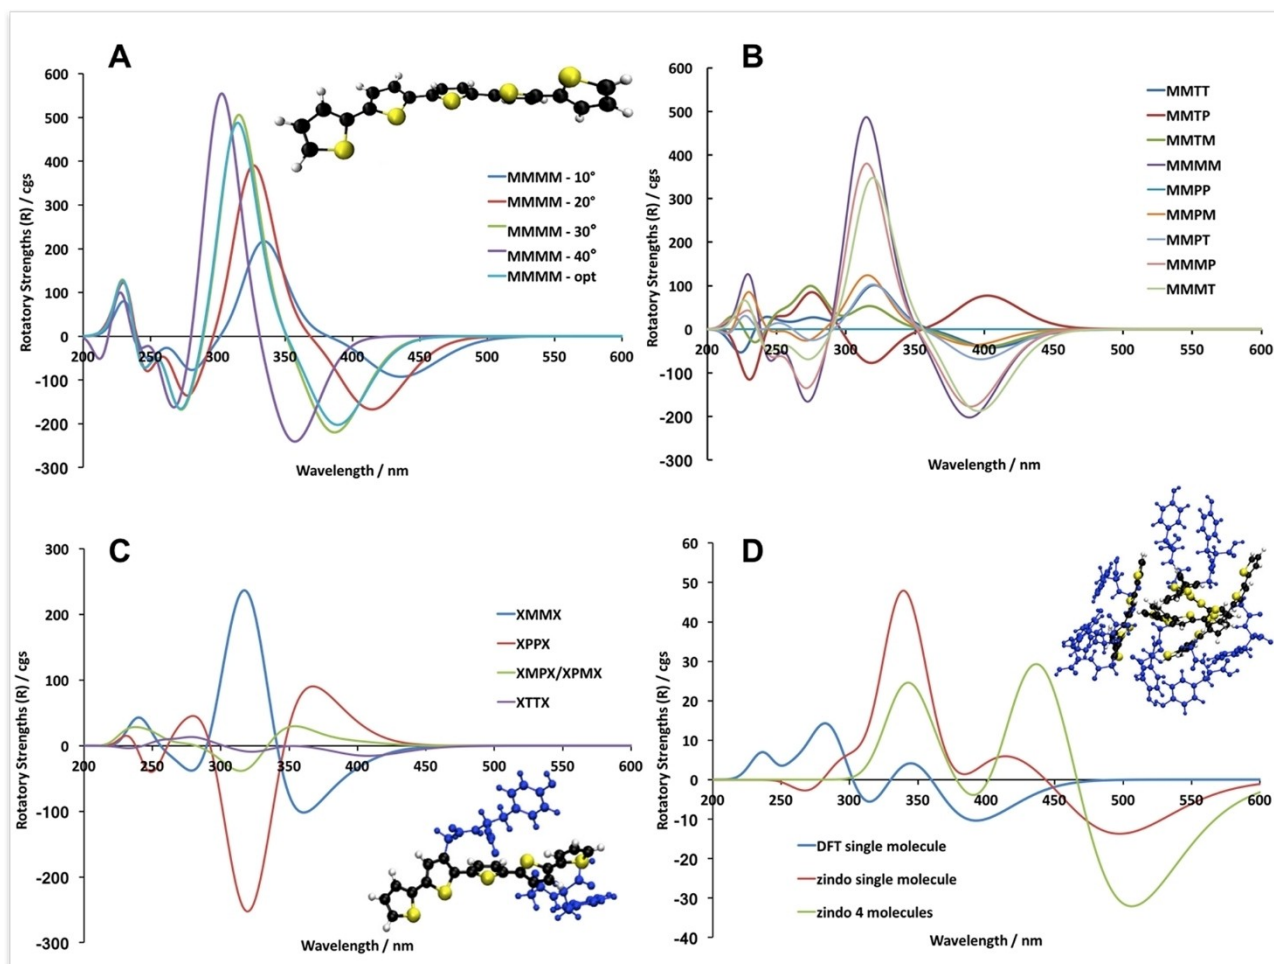 A
Rotatory Strengths (R) / cgs
600
500
400
300
200
100
0
-100
-200
-300
200
250
300
350
400
450
500
550
600
Wavelength / nm
MMMM - 10°
MMMM - 20°
MMMM - 30°
MMMM - 40°
MMMM - opt
B
Rotatory Strengths (R) / cgs
600
500
400
300
200
100
0
-100
-200
-300
200
250
300
350
400
450
500
550
600
Wavelength / nm
MMTT
MMTP
MMTM
MMMM
MMPP
MMPM
MMPT
MMMP
MMMT
C
Rotatory Strengths (R) / cgs
300
200
100
0
-100
-200
-300
200
250
300
350
400
450
500
550
600
Wavelength / nm
XMMX
XPPX
XMPX/XPMX
XTTX
D
Rotatory Strengths (R) / cgs
60
50
40
30
20
10
0
-10
-20
-30
-40
200
250
300
350
400
450
500
550
600
DFT single molecule
zindo single molecule
zindo 4 molecules
Wavelength / nm